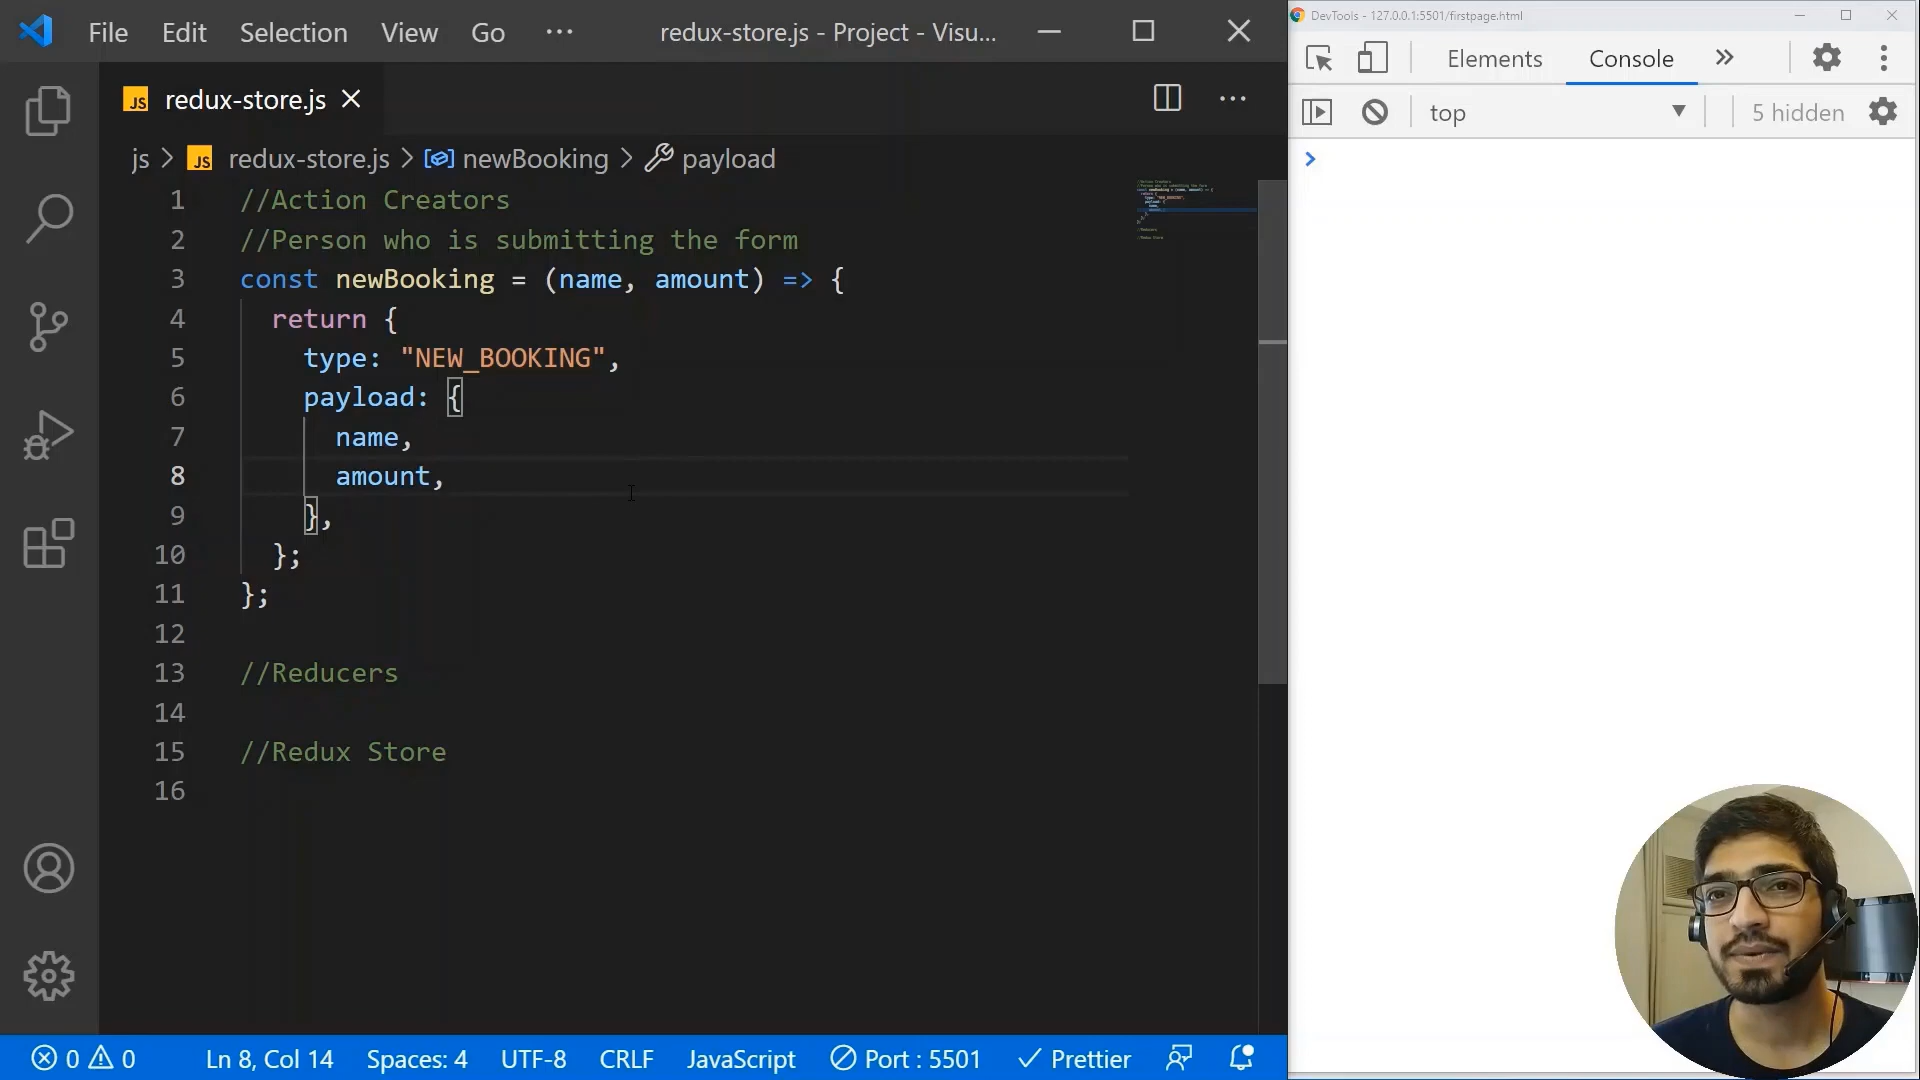 File Edit Selection View Go ··· redux-store.js - Project - Visu...
JS redux-store.js
js > JS redux-store.js > newBooking > payload
1 //Action Creators
2 //Person who is submitting the form
3 const newBooking = (name, amount) => {
4 return {
5 type: "NEW_BOOKING",
6 payload: {
7 name,
8 amount,
9 },
10 };
11 };
12
13 //Reducers
14
15 //Redux Store
16
0 0 Ln 8, Col 14 Spaces: 4 UTF-8 CRLF JavaScript Port : 5501 Prettier
DevTools - 127.0.0.1:5501/firstpage.html
Elements Console
top 5 hidden